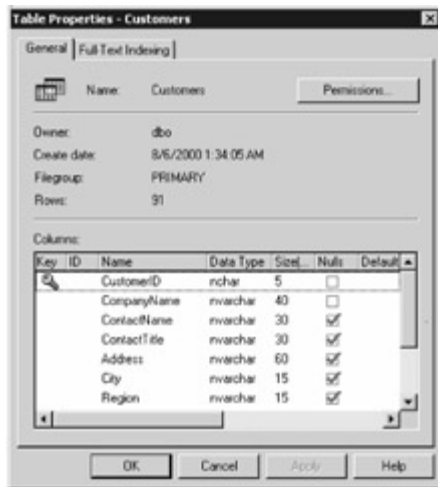 Table Properties - Customers
General Full-Text Indexing
Name: Customers Permissions...
Owner: dbo
Create date: 8/6/2000 1:34:05 AM
Filegroup: PRIMARY
Rows: 91
Columns:
Key ID Name Data Type Size(... Nulls Default
CustomerID nchar 5
CompanyName nvarchar 40
ContactName nvarchar 30
ContactTitle nvarchar 30
Address nvarchar 60
City nvarchar 15
Region nvarchar 15
OK Cancel Apply Help